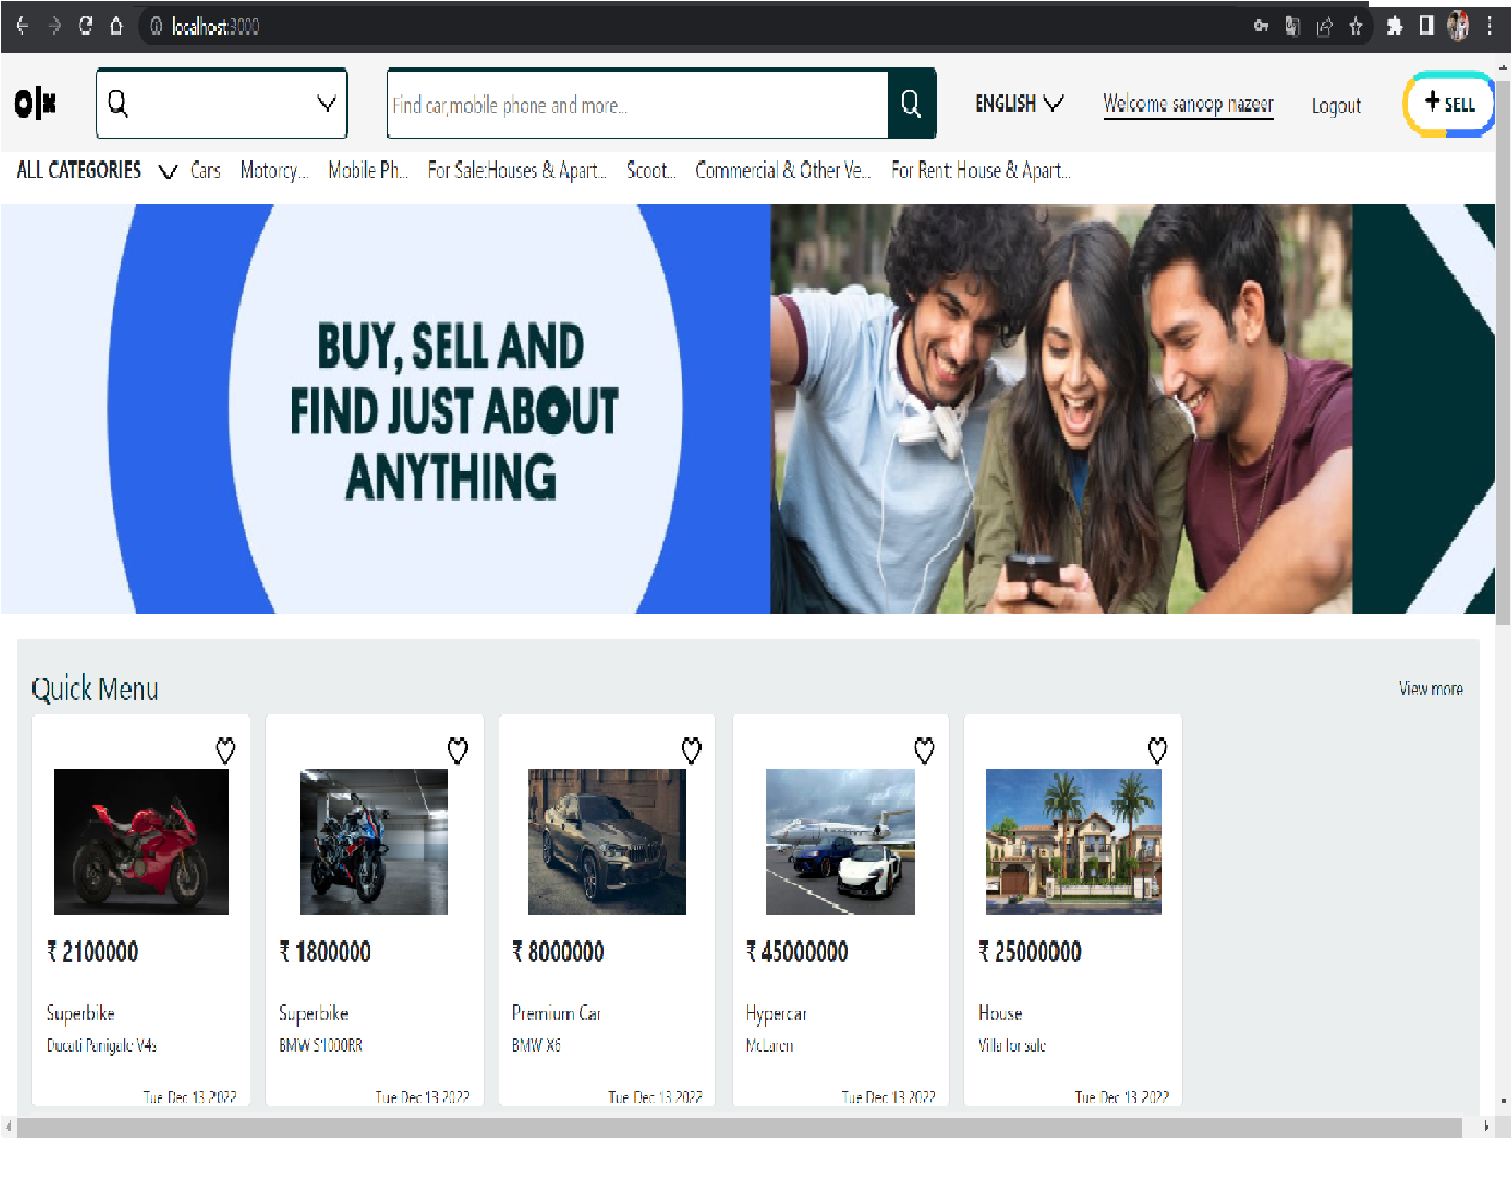 localhost:3000
olx
Find car,mobile phone and more...
ENGLISH
Welcome sanoop nazeer
Logout
+ SELL
ALL CATEGORIES Cars Motorcy... Mobile Ph... For Sale:Houses & Apart... Scoot... Commercial & Other Ve... For Rent: House & Apart...
BUY, SELL AND
FIND JUST ABOUT
ANYTHING
Quick Menu
View more
₹ 2100000
Superbike
Ducati Panigale V4s
Tue Dec 13 2022
₹ 1800000
Superbike
BMW S1000RR
Tue Dec 13 2022
₹ 8000000
Premium Car
BMW X6
Tue Dec 13 2022
₹ 45000000
Hypercar
McLaren
Tue Dec 13 2022
₹ 25000000
House
Villa for sale
Tue Dec 13 2022